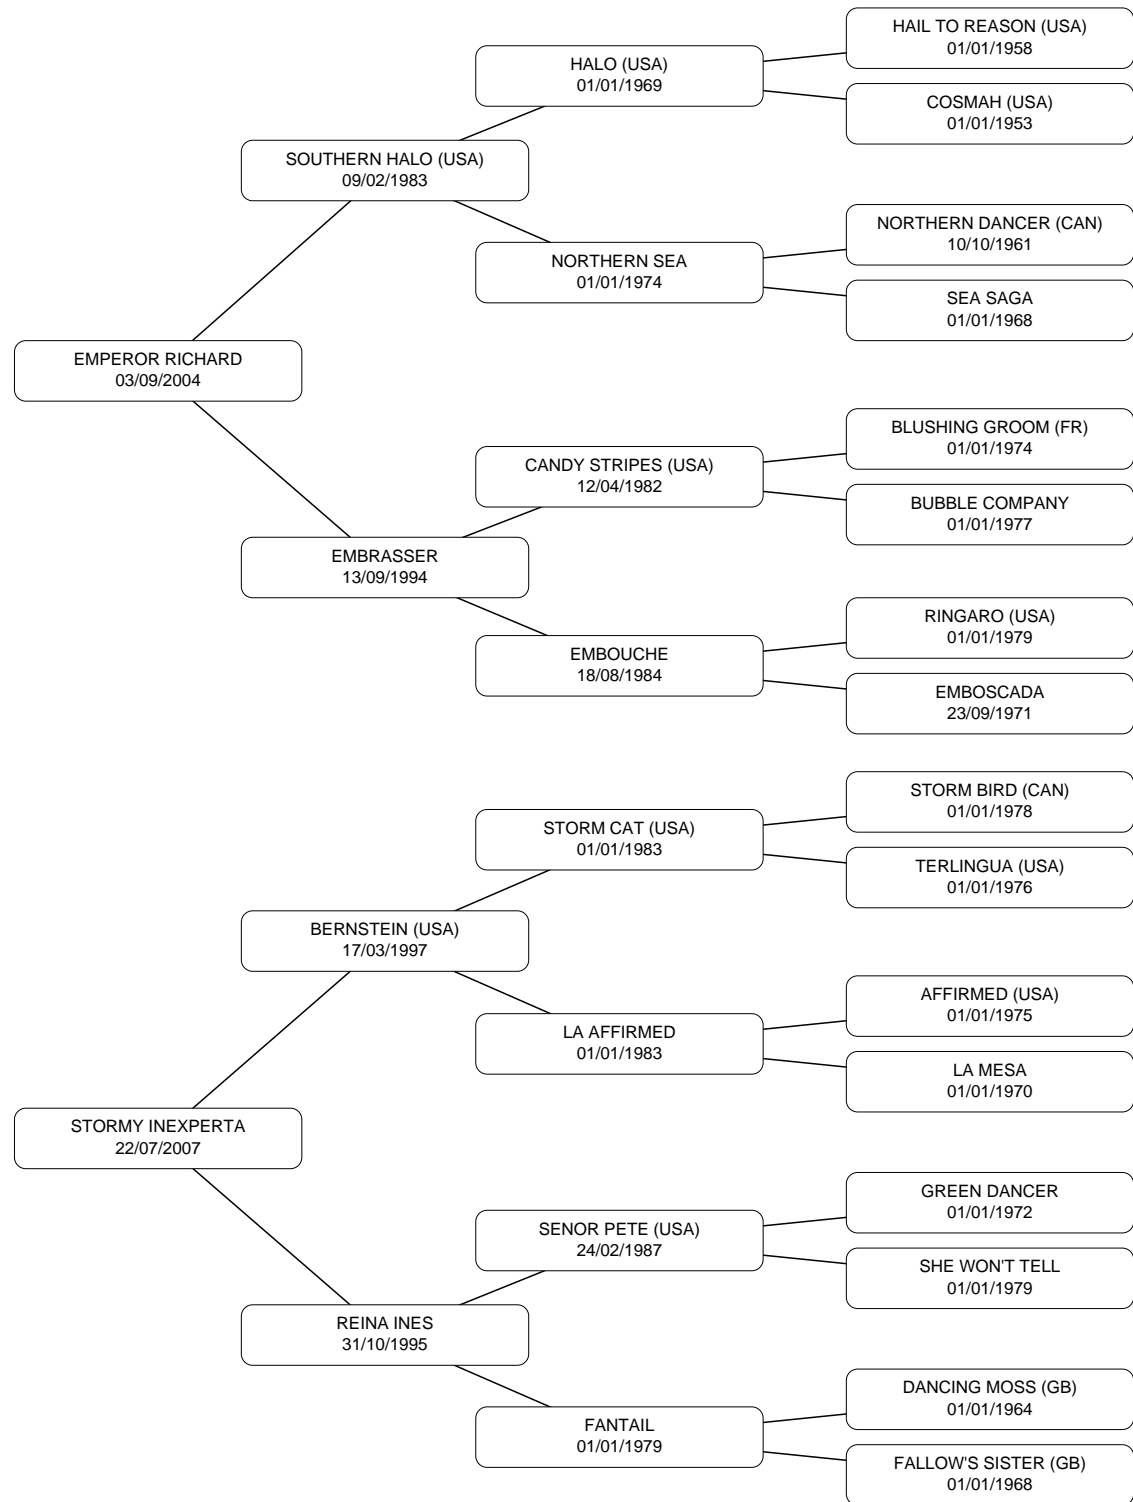 HAIL TO REASON (USA)
01/01/1958
HALO (USA)
01/01/1969
COSMAH (USA)
01/01/1953
SOUTHERN HALO (USA)
09/02/1983
NORTHERN DANCER (CAN)
10/10/1961
NORTHERN SEA
01/01/1974
SEA SAGA
01/01/1968
EMPEROR RICHARD
03/09/2004
BLUSHING GROOM (FR)
01/01/1974
CANDY STRIPES (USA)
12/04/1982
BUBBLE COMPANY
01/01/1977
EMBRASSER
13/09/1994
RINGARO (USA)
01/01/1979
EMBOUCHE
18/08/1984
EMBOSCADA
23/09/1971
STORM BIRD (CAN)
01/01/1978
STORM CAT (USA)
01/01/1983
TERLINGUA (USA)
01/01/1976
BERNSTEIN (USA)
17/03/1997
AFFIRMED (USA)
01/01/1975
LA AFFIRMED
01/01/1983
LA MESA
01/01/1970
STORMY INEXPERTA
22/07/2007
GREEN DANCER
01/01/1972
SENOR PETE (USA)
24/02/1987
SHE WON'T TELL
01/01/1979
REINA INES
31/10/1995
DANCING MOSS (GB)
01/01/1964
FANTAIL
01/01/1979
FALLOW'S SISTER (GB)
01/01/1968